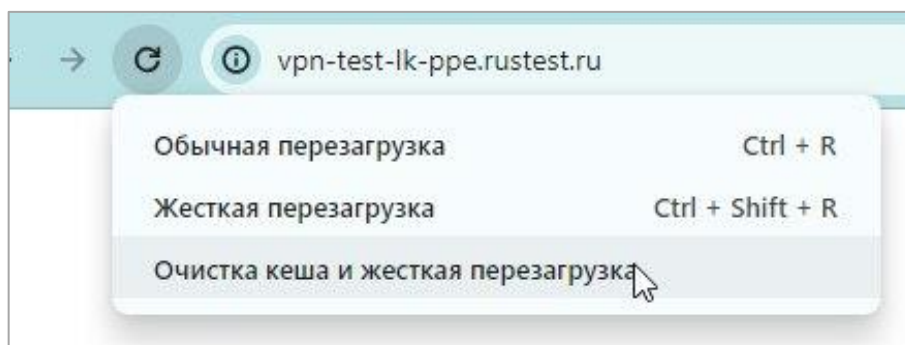 vpn-test-lk-ppe.rustest.ru
Обычная перезагрузка Ctrl + R
Жесткая перезагрузка Ctrl + Shift + R
Очистка кеша и жесткая перезагрузка